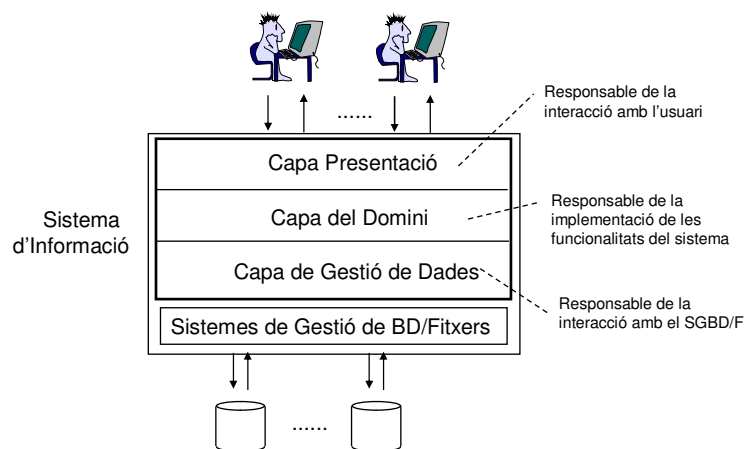 Responsable de la
interacció amb l'usuari
......
Capa Presentació
Sistema
d'Informació
Capa del Domini
Responsable de la
implementació de les
funcionalitats del sistema
Capa de Gestió de Dades
Responsable de la
interacció amb el SGBD/F
Sistemes de Gestió de BD/Fitxers
......